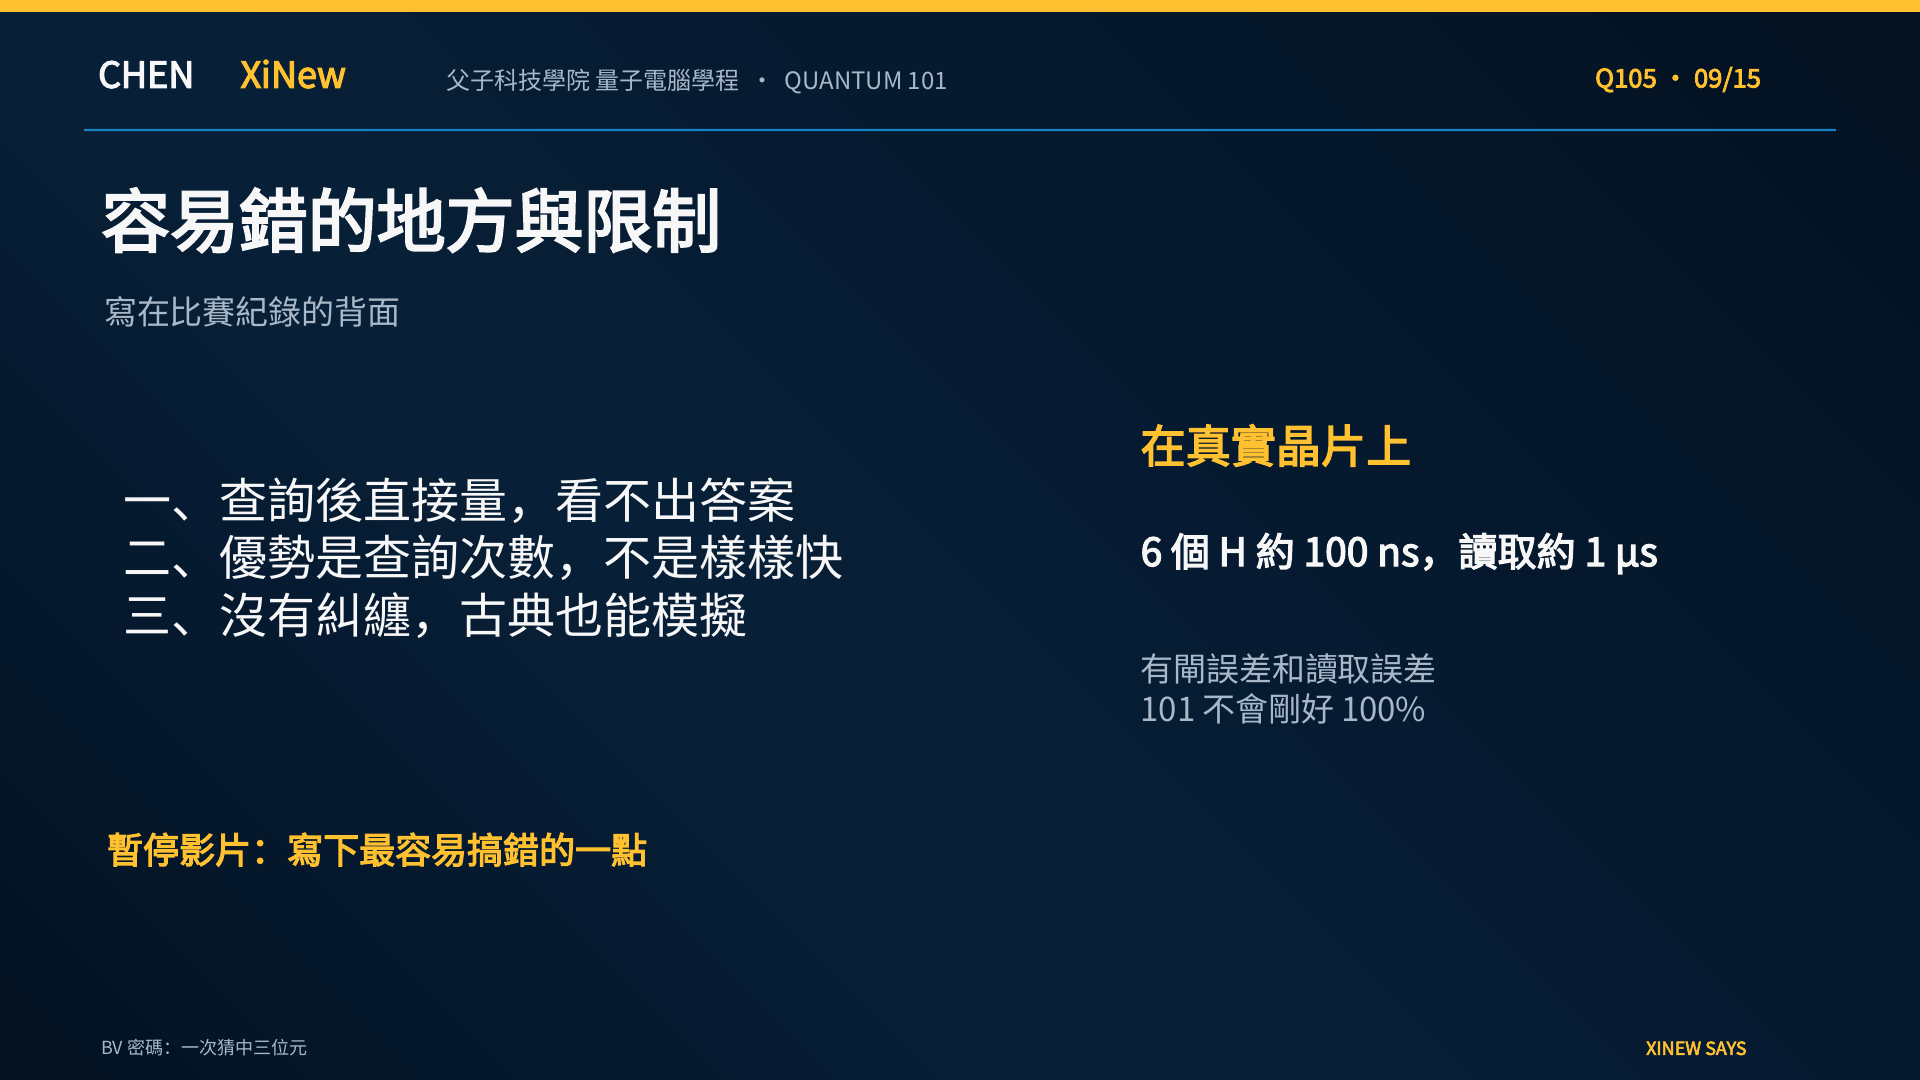 CHEN XiNew 父子科技學院 量子電腦學程 · QUANTUM 101 Q105 · 09/15
容易錯的地方與限制
寫在比賽紀錄的背面
一、查詢後直接量，看不出答案
二、優勢是查詢次數，不是樣樣快
三、沒有糾纏，古典也能模擬
暫停影片：寫下最容易搞錯的一點
在真實晶片上
6 個 H 約 100 ns，讀取約 1 μs
有閘誤差和讀取誤差
101 不會剛好 100%
BV 密碼：一次猜中三位元
XINEW SAYS